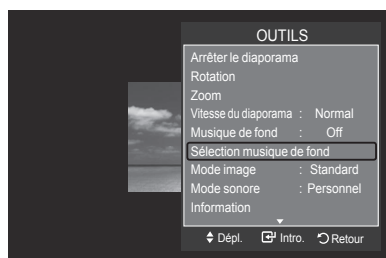 OUTILS
Arrêter le diaporama
Rotation
Zoom
Vitesse du diaporama : Normal
Musique de fond : Off
Sélection musique de fond
Mode image : Standard
Mode sonore : Personnel
Information
Dépl. Intro. Retour